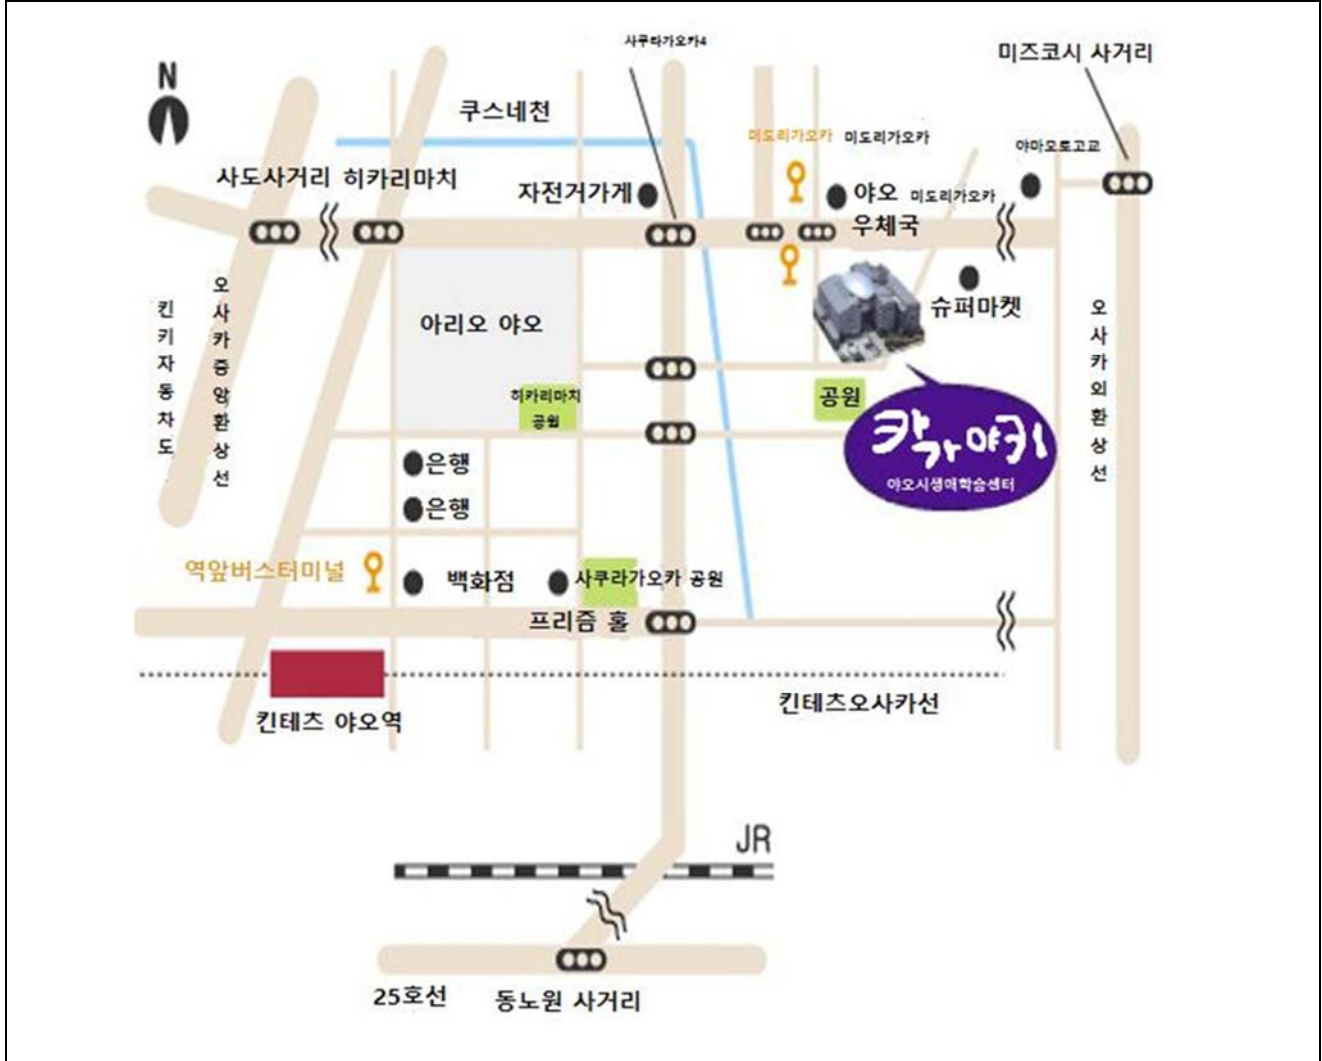 사쿠라가오카4
미즈코시 사거리
N
쿠스네천
미도리가오카
미도리가오카
야마모토고교
사도사거리
히카리마치
자전거가게
야오
우체국
미도리가오카
킨키자동차도
오사카중앙환상선
아리오 야오
슈퍼마켓
오사카외환상선
히카리마치
공원
공원
캬가야키
야오시생애학습센터
은행
은행
역앞버스터미널
백화점
사쿠라가오카 공원
프리즘 홀
킨테츠 야오역
킨테츠오사카선
JR
25호선
동노원 사거리